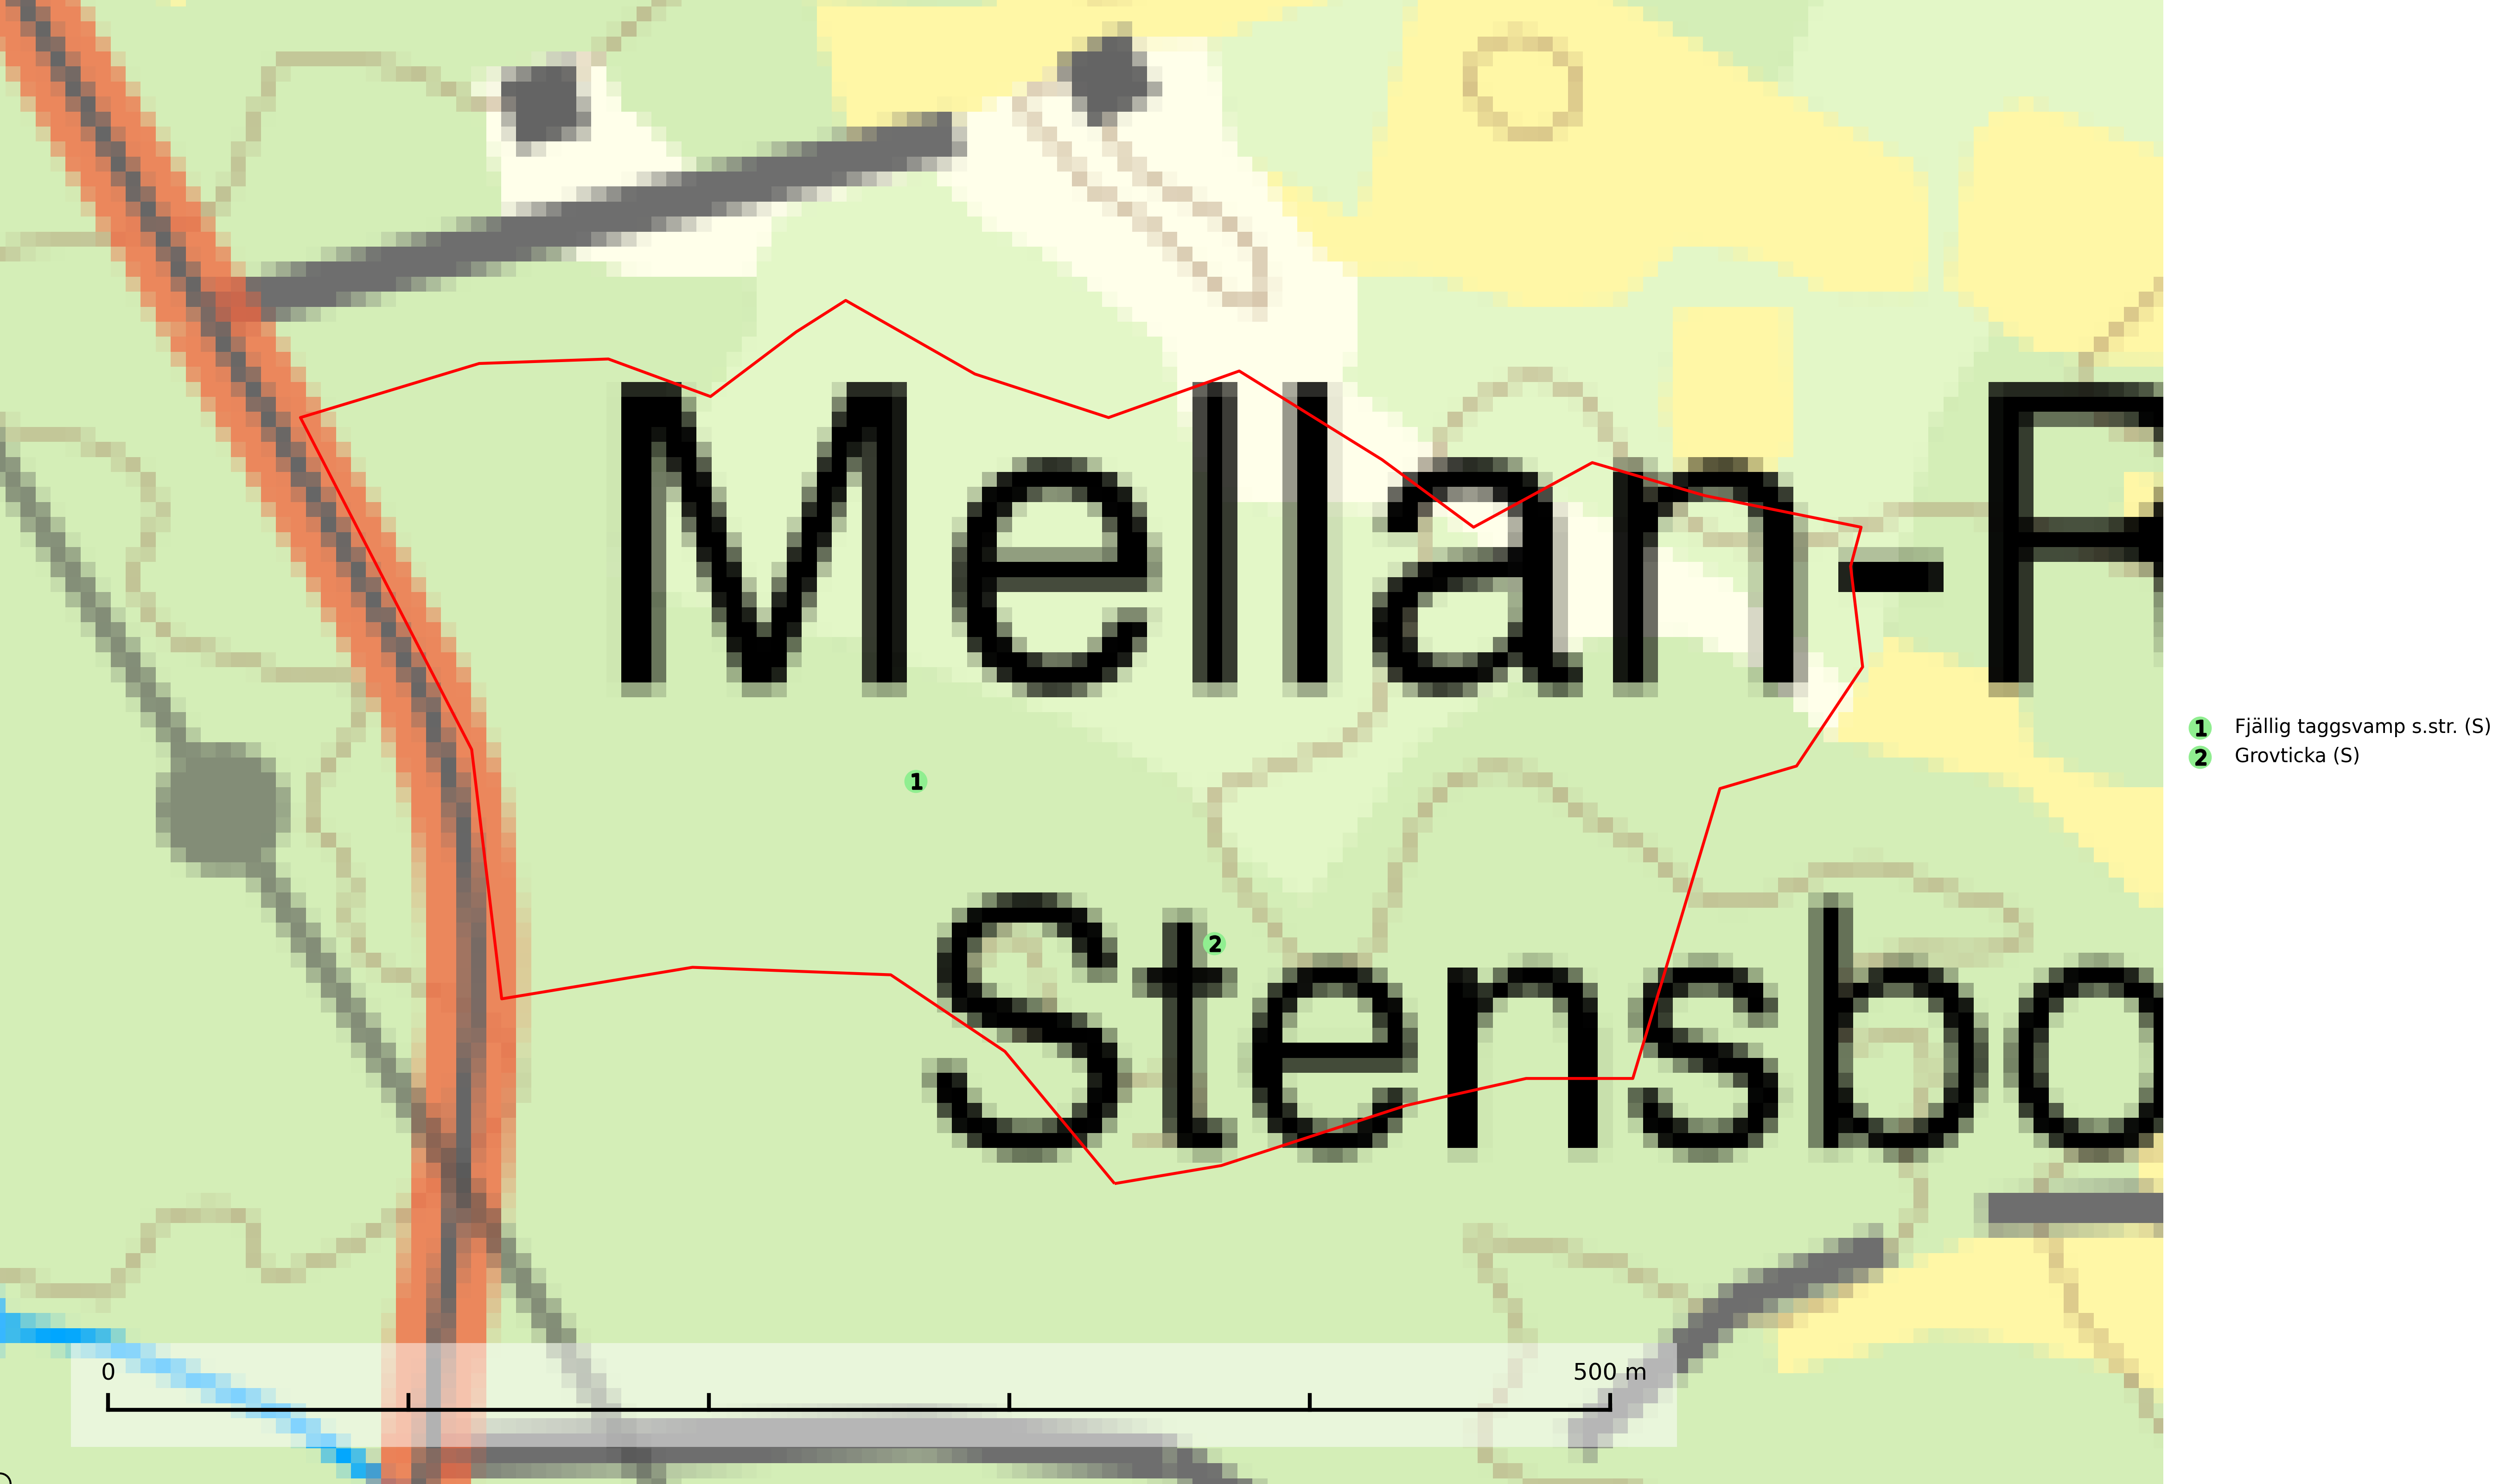 Mellan-R
1
Stensbo
2
1 Fjällig taggsvamp s.str. (S)
2 Grovticka (S)
0 500 m